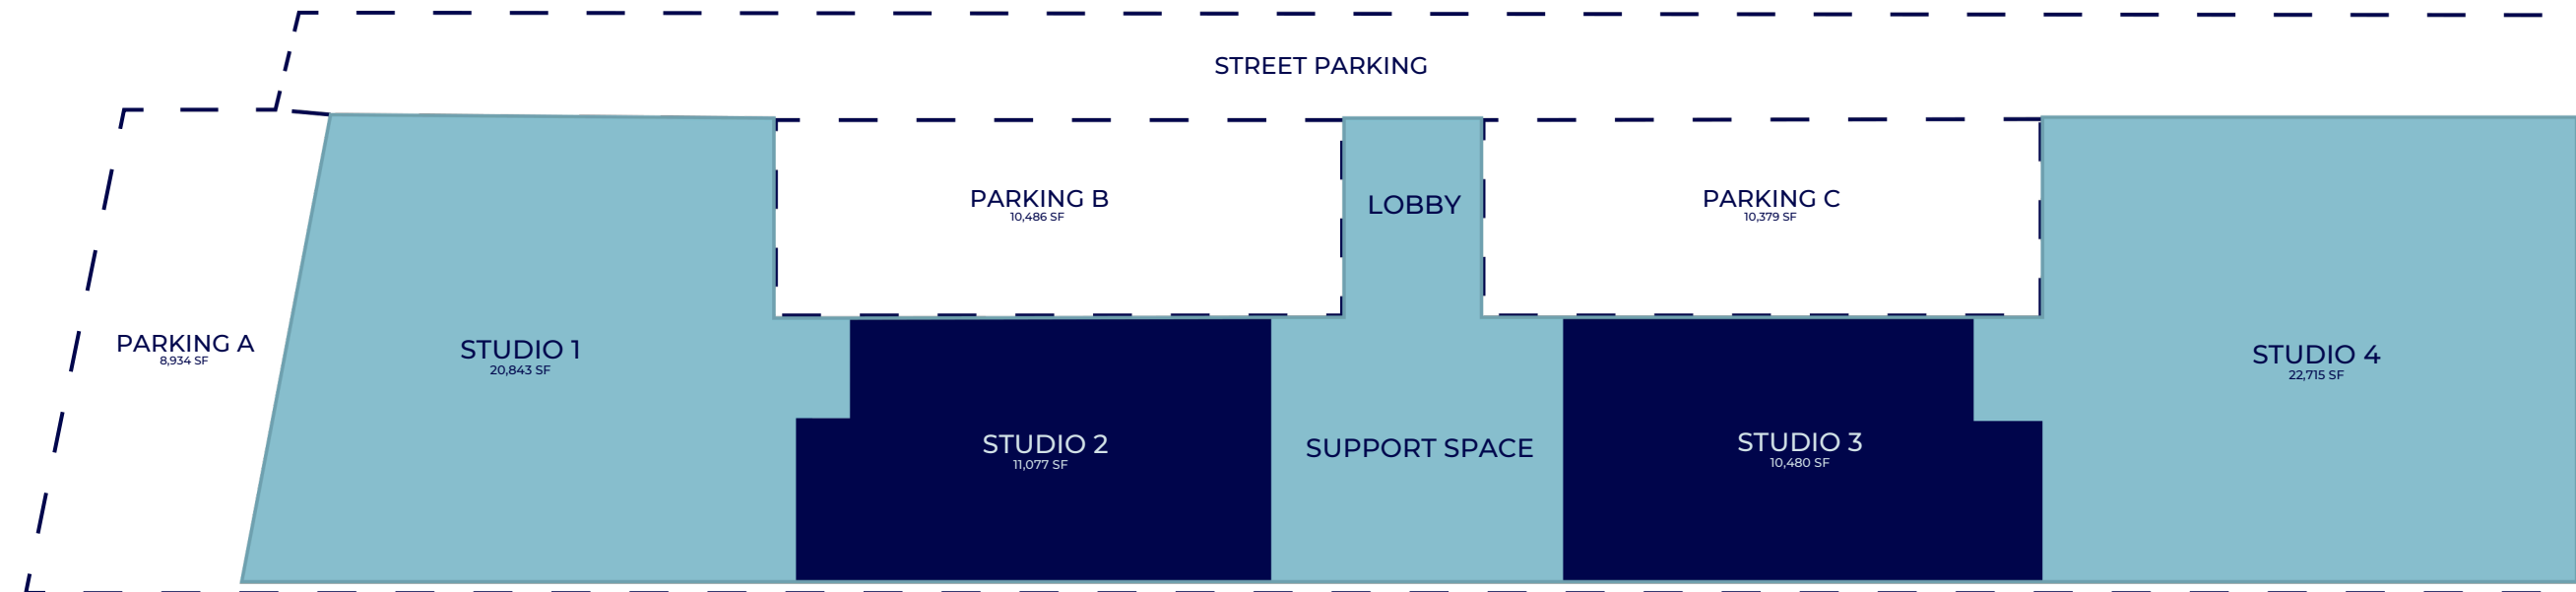 STREET PARKING
PARKING A
8,934 SF
STUDIO 1
20,843 SF
PARKING B
10,486 SF
LOBBY
PARKING C
10,379 SF
STUDIO 2
11,077 SF
SUPPORT SPACE
STUDIO 3
10,480 SF
STUDIO 4
22,715 SF